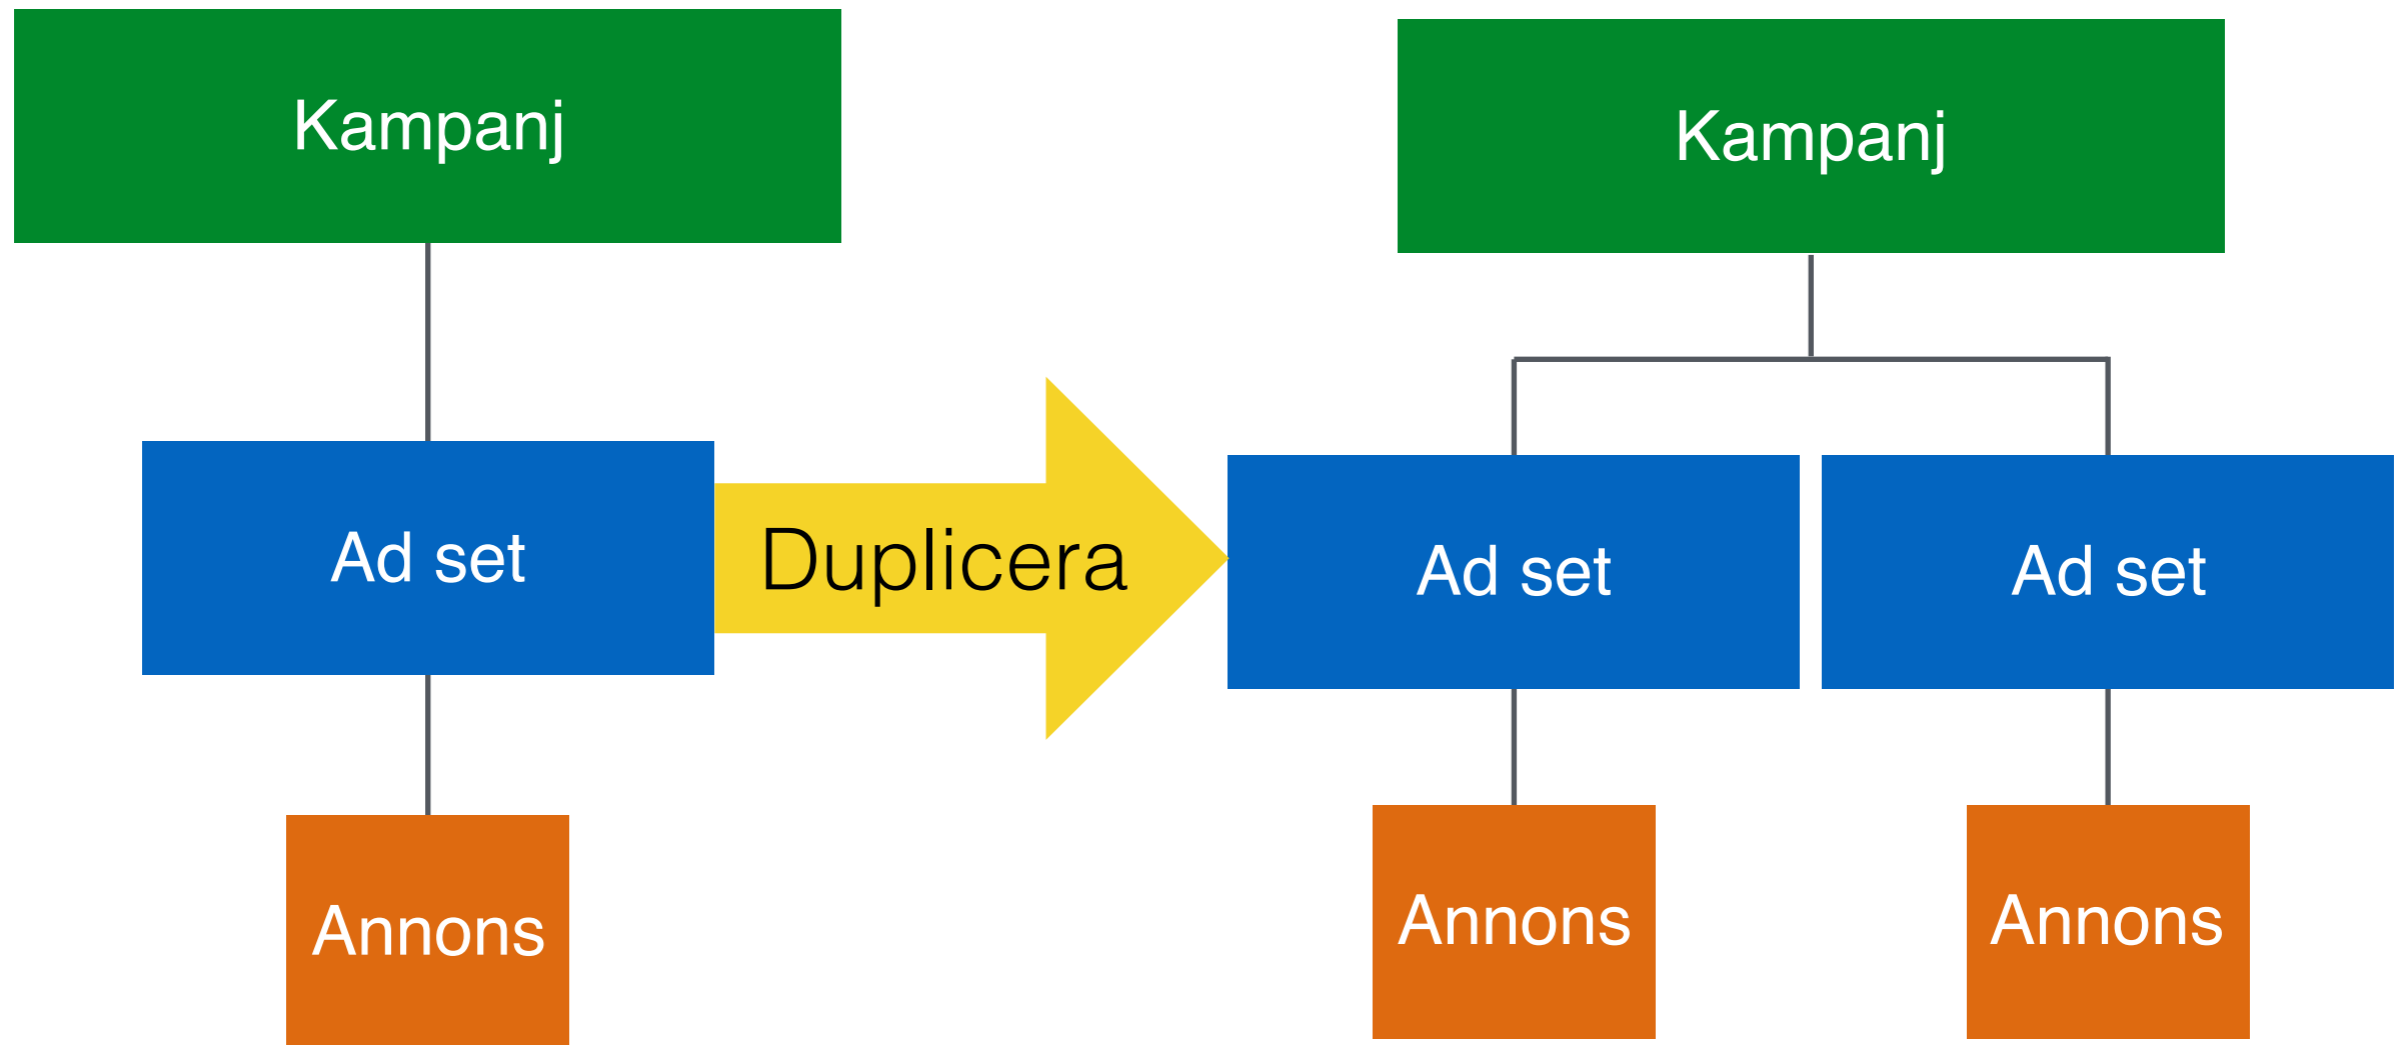 Kampanj
Ad set
Annons
Duplicera
Kampanj
Ad set
Ad set
Annons
Annons